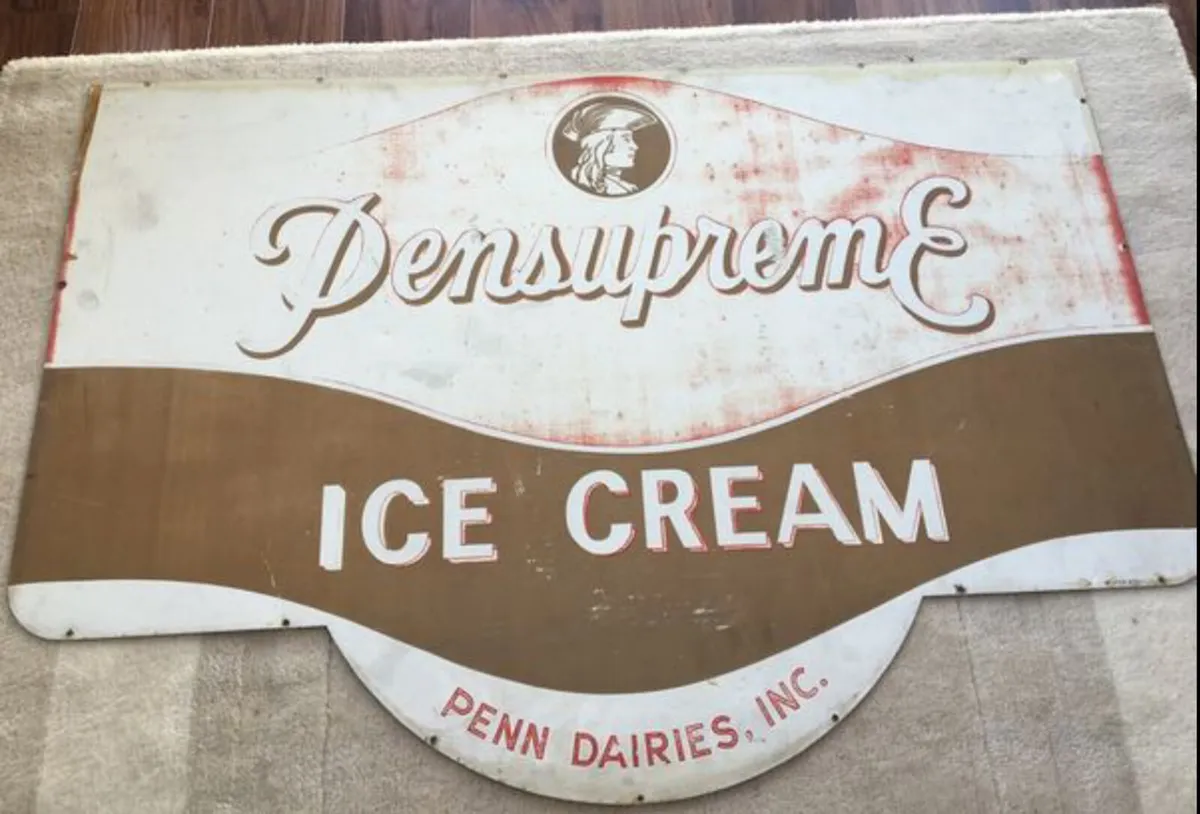 PensupremE
ICE CREAM
PENN DAIRIES, INC.